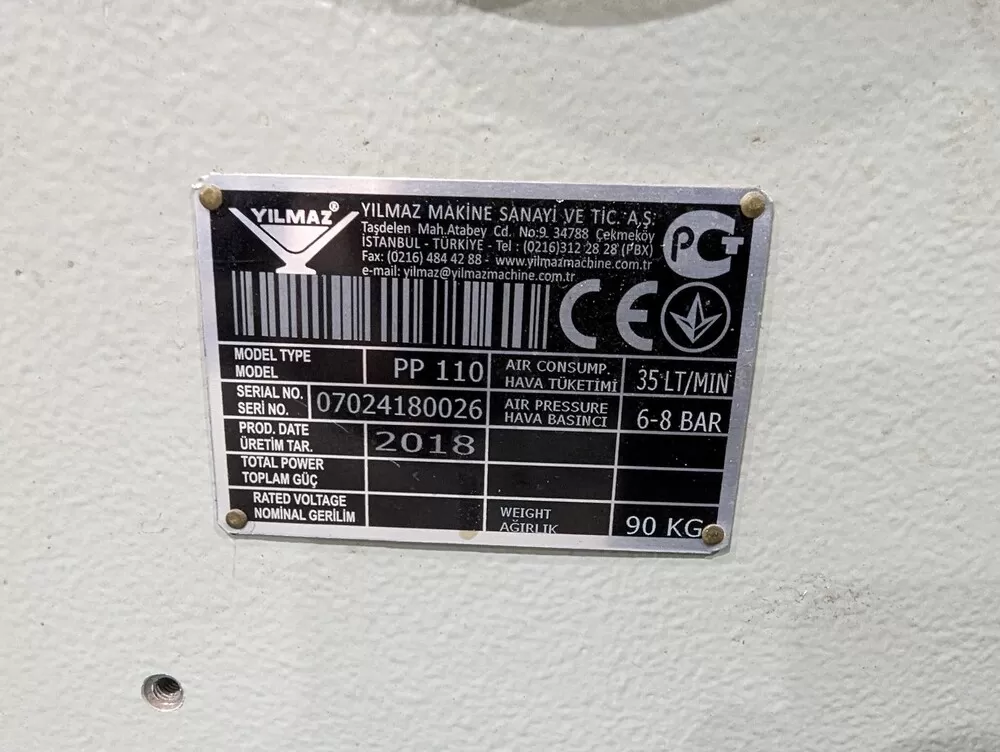 YILMAZ®
YILMAZ MAKİNE SANAYİ VE TİC. A.Ş.
Taşdelen Mah.Atabey Cd. No:9. 34788 Çekmeköy
İSTANBUL - TÜRKİYE - Tel : (0216)312 28 28 (PBX)
Fax: (0216) 484 42 88 - www.yilmazmachine.com.tr
e-mail: yilmaz@yilmazmachine.com.tr
PCT
CE
MODEL TYPE
MODEL
PP 110
AIR CONSUMP.
HAVA TÜKETİMİ
35 LT/MIN
SERIAL NO.
SERİ NO.
07024180026
AIR PRESSURE
HAVA BASINCI
6-8 BAR
PROD. DATE
ÜRETİM TAR.
2018
TOTAL POWER
TOPLAM GÜÇ
RATED VOLTAGE
NOMİNAL GERİLİM
WEIGHT
AĞIRLIK
90 KG